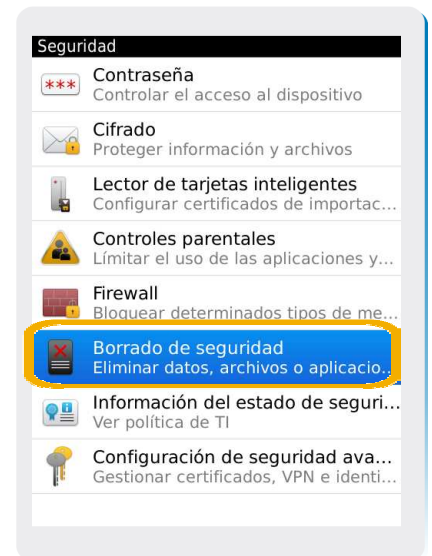 Seguridad
***
Contraseña
Controlar el acceso al dispositivo
Cifrado
Proteger información y archivos
Lector de tarjetas inteligentes
Configurar certificados de importac...
Controles parentales
Límitar el uso de las aplicaciones y...
Firewall
Bloquear determinados tipos de me...
Borrado de seguridad
Eliminar datos, archivos o aplicacio...
Información del estado de seguri...
Ver política de TI
Configuración de seguridad ava...
Gestionar certificados, VPN e identi...